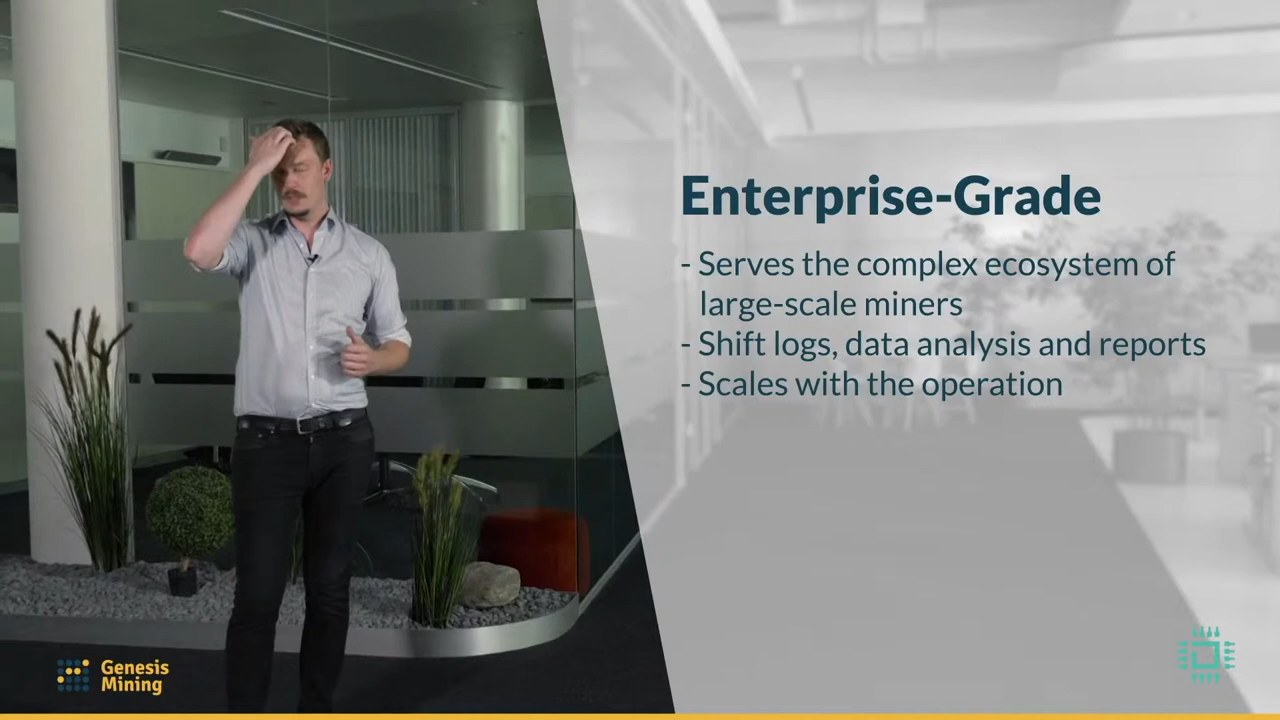 Enterprise-Grade
- Serves the complex ecosystem of
large-scale miners
- Shift logs, data analysis and reports
- Scales with the operation
Genesis
Mining